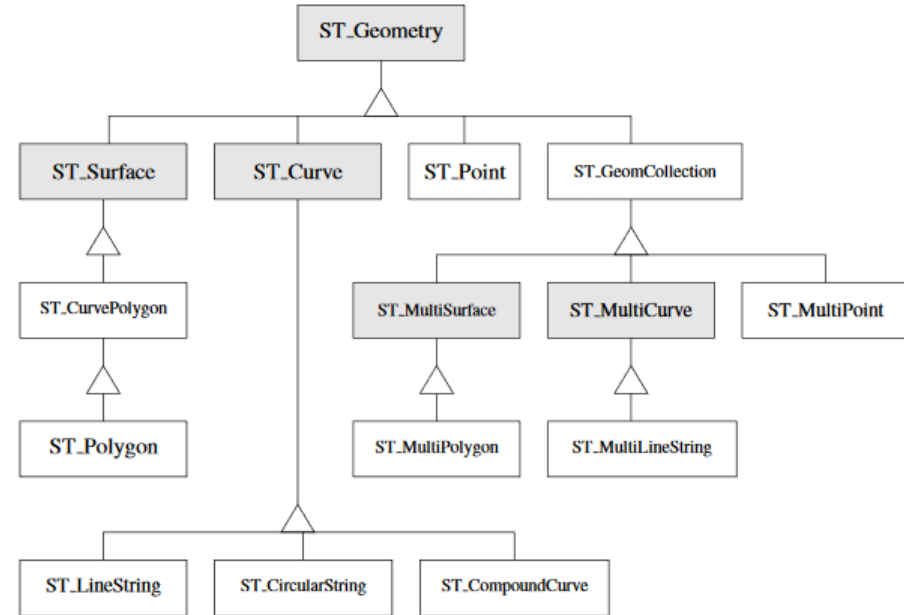 ST_Geometry
ST_Surface
ST_Curve
ST_Point
ST_GeomCollection
ST_CurvePolygon
ST_MultiSurface
ST_MultiCurve
ST_MultiPoint
ST_Polygon
ST_MultiPolygon
ST_MultiLineString
ST_LineString
ST_CircularString
ST_CompoundCurve